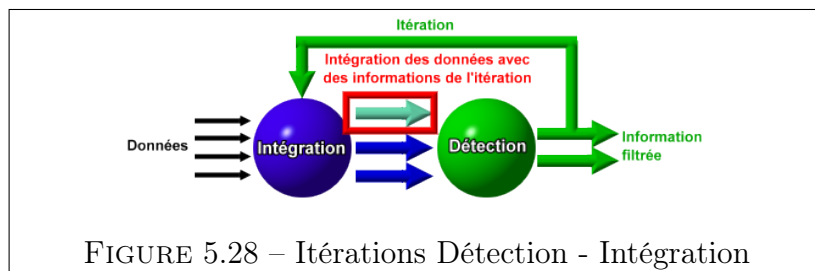 Itération
Intégration des données avec
des informations de l'itération
Données
Intégration
Détection
Information
filtrée
FIGURE 5.28 – Itérations Détection - Intégration